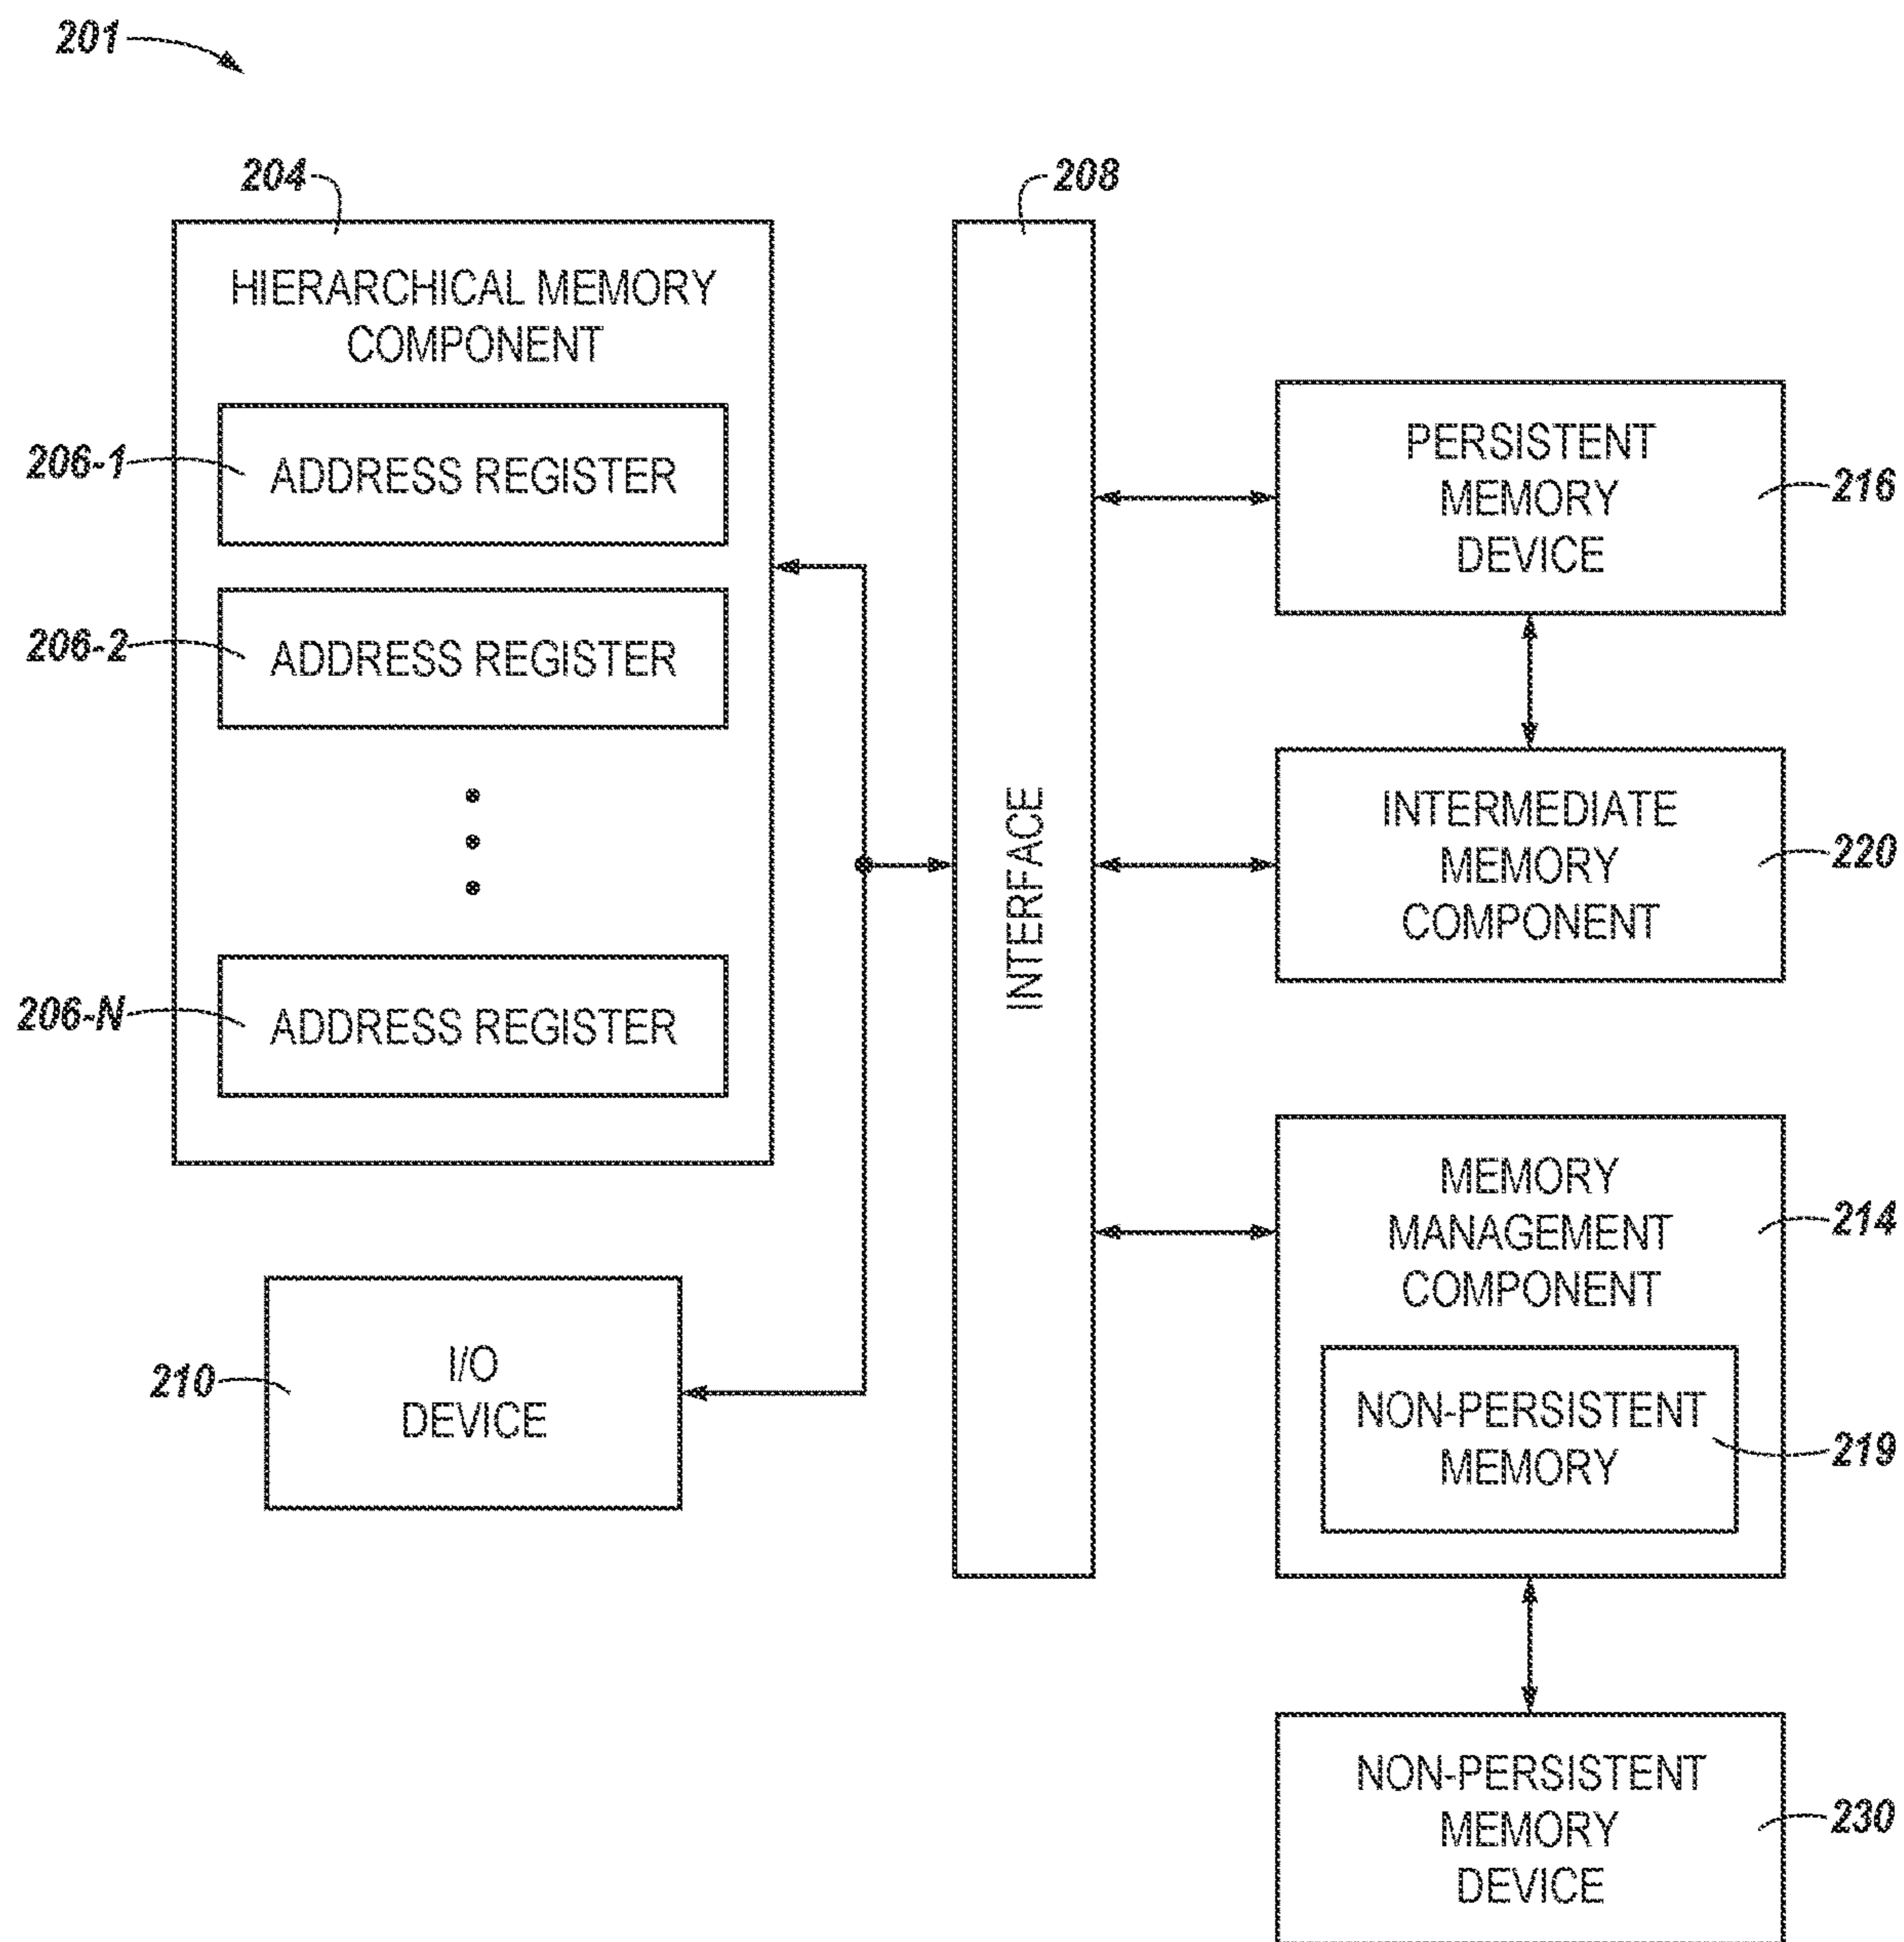 201
204
HIERARCHICAL MEMORY
COMPONENT
206-1
ADDRESS REGISTER
206-2
ADDRESS REGISTER
206-N
ADDRESS REGISTER
210
I/O
DEVICE
208
INTERFACE
PERSISTENT
MEMORY
DEVICE
216
INTERMEDIATE
MEMORY
COMPONENT
220
MEMORY
MANAGEMENT
COMPONENT
214
NON-PERSISTENT
MEMORY
219
NON-PERSISTENT
MEMORY
DEVICE
230